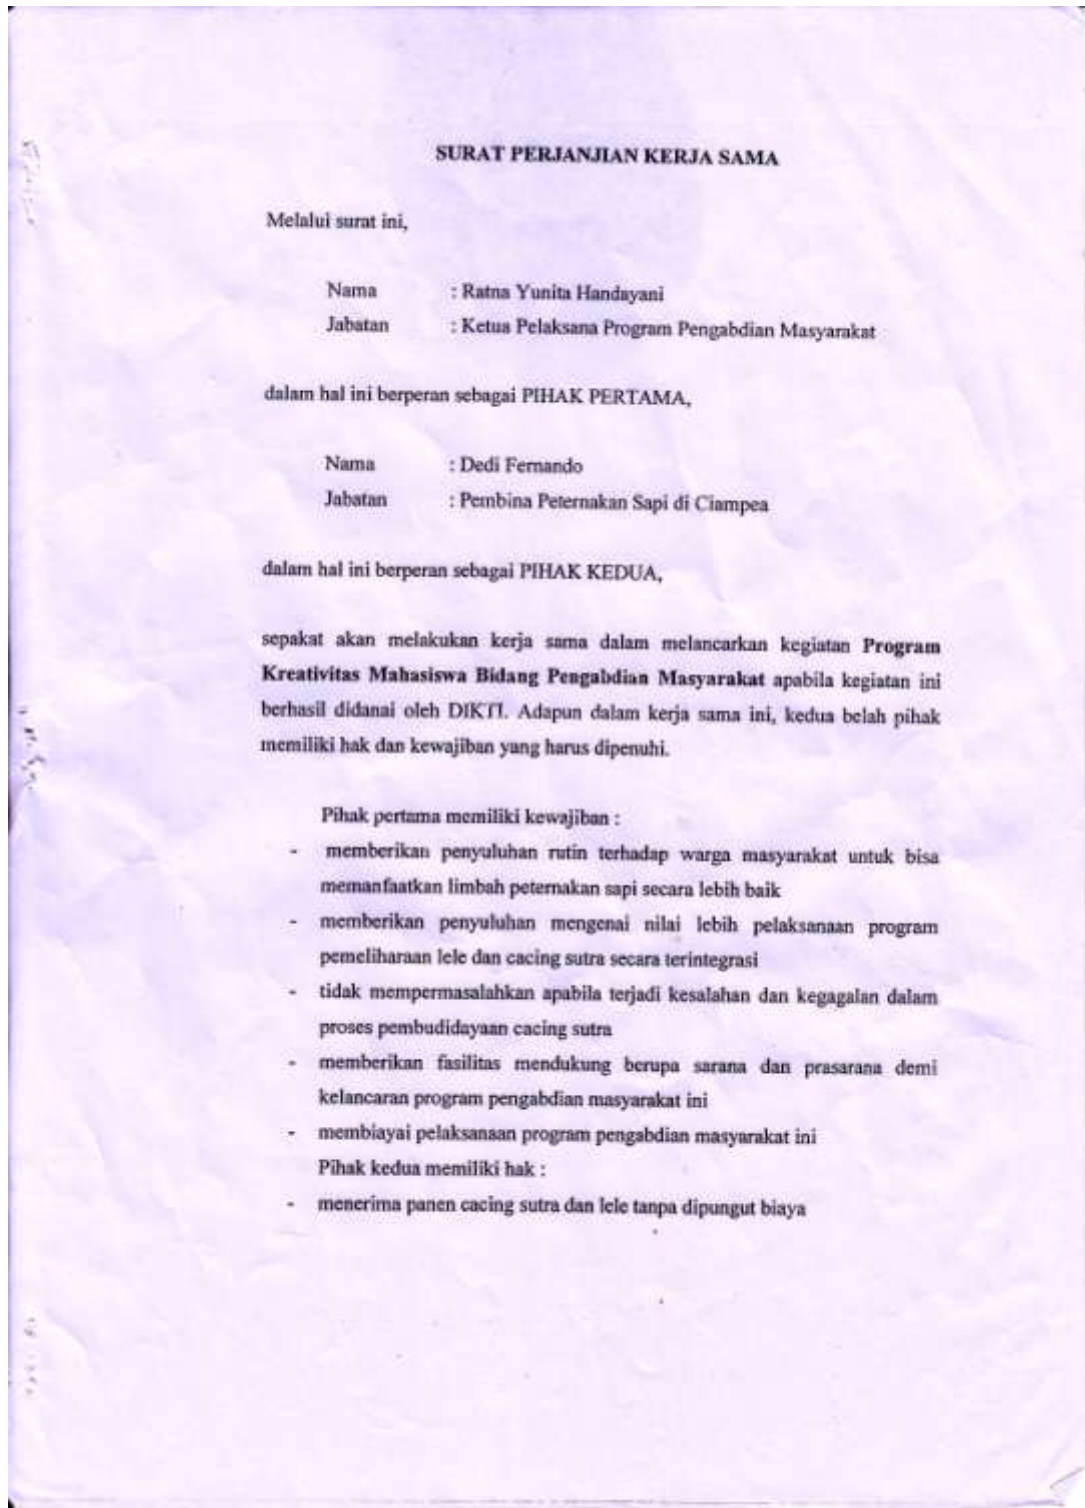 SURAT PERJANJIAN KERJA SAMA
Melalui surat ini,
Nama : Ratna Yunita Handayani
Jabatan : Ketua Pelaksana Program Pengabdian Masyarakat
dalam hal ini berperan sebagai PIHAK PERTAMA,
Nama : Dedi Fernando
Jabatan : Pembina Peternakan Sapi di Ciampea
dalam hal ini berperan sebagai PIHAK KEDUA,
sepakat akan melakukan kerja sama dalam melancarkan kegiatan Program
Kreativitas Mahasiswa Bidang Pengabdian Masyarakat apabila kegiatan ini
berhasil didanai oleh DIKTI. Adapun dalam kerja sama ini, kedua belah pihak
memiliki hak dan kewajiban yang harus dipenuhi.
Pihak pertama memiliki kewajiban :
- memberikan penyuluhan rutin terhadap warga masyarakat untuk bisa
memanfaatkan limbah peternakan sapi secara lebih baik
- memberikan penyuluhan mengenai nilai lebih pelaksanaan program
pemeliharaan lele dan cacing sutra secara terintegrasi
- tidak mempermasalahkan apabila terjadi kesalahan dan kegagalan dalam
proses pembudidayaan cacing sutra
- memberikan fasilitas mendukung berupa sarana dan prasarana demi
kelancaran program pengabdian masyarakat ini
- membiayai pelaksanaan program pengabdian masyarakat ini
Pihak kedua memiliki hak :
- menerima panen cacing sutra dan lele tanpa dipungut biaya